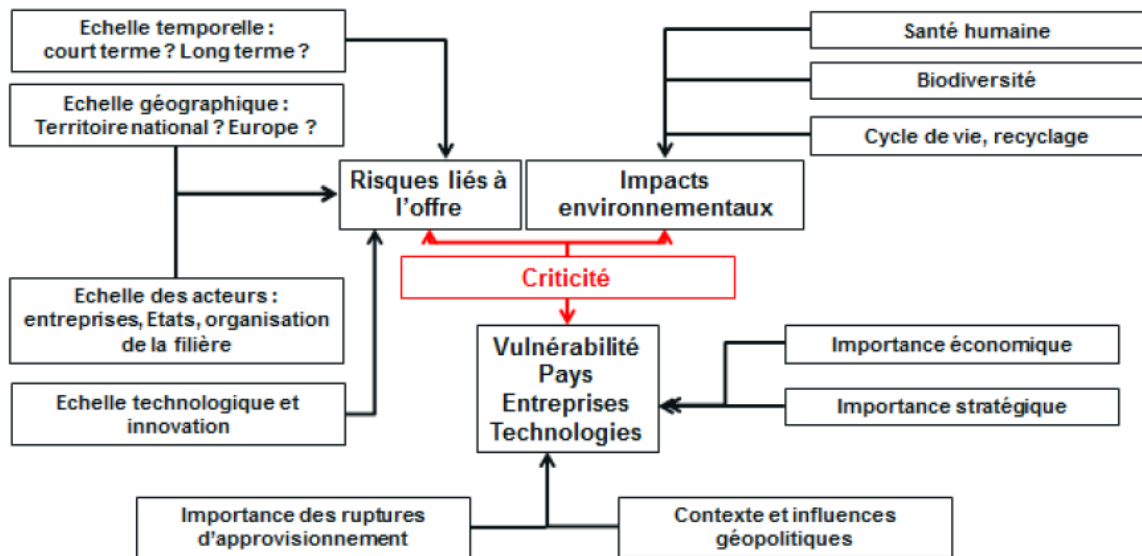 Echelle temporelle :
court terme ? Long terme ?
Echelle géographique :
Territoire national ? Europe ?
Santé humaine
Biodiversité
Cycle de vie, recyclage
Risques liés à
l'offre
Impacts
environnementaux
Criticité
Echelle des acteurs :
entreprises, Etats, organisation
de la filière
Echelle technologique et
innovation
Vulnérabilité
Pays
Entreprises
Technologies
Importance économique
Importance stratégique
Importance des ruptures
d'approvisionnement
Contexte et influences
géopolitiques